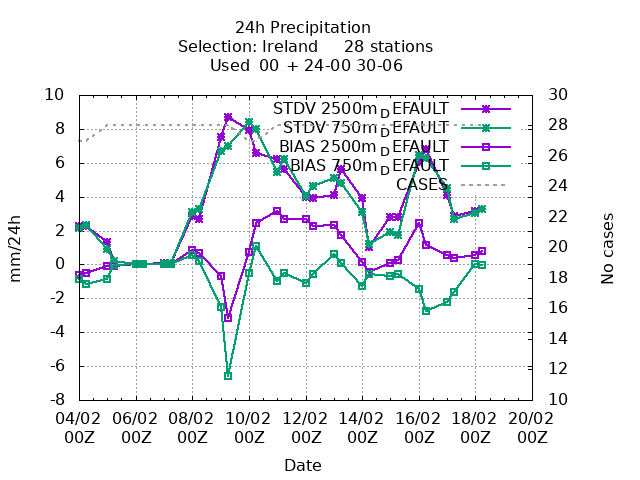 24h Precipitation
Selection: Ireland 28 stations
Used 00 + 24-00 30-06
STDV 2500m_DEFAULT
STDV 750m_DEFAULT
BIAS 2500m_DEFAULT
BIAS 750m_DEFAULT
CASES
mm/24h
10
8
6
4
2
0
-2
-4
-6
-8
No cases
30
28
26
24
22
20
18
16
14
12
10
04/02 06/02 08/02 10/02 12/02 14/02 16/02 18/02 20/02
00Z 00Z 00Z 00Z 00Z 00Z 00Z 00Z 00Z
Date